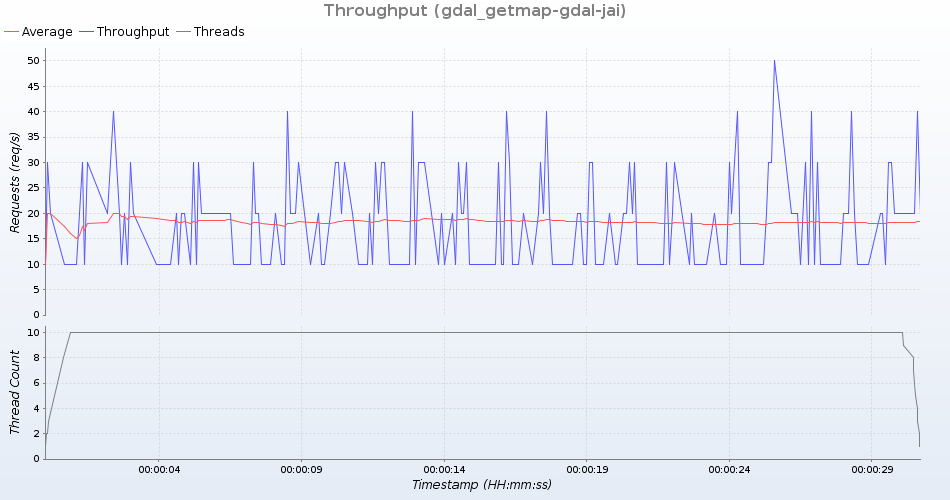 Throughput (gdal_getmap-gdal-jai)
Average Throughput Threads
50
45
40
35
30
25
20
15
10
5
0
Requests (req/s)
10
8
6
4
2
0
Thread Count
00:00:04 00:00:09 00:00:14 00:00:19 00:00:24 00:00:29
Timestamp (HH:mm:ss)